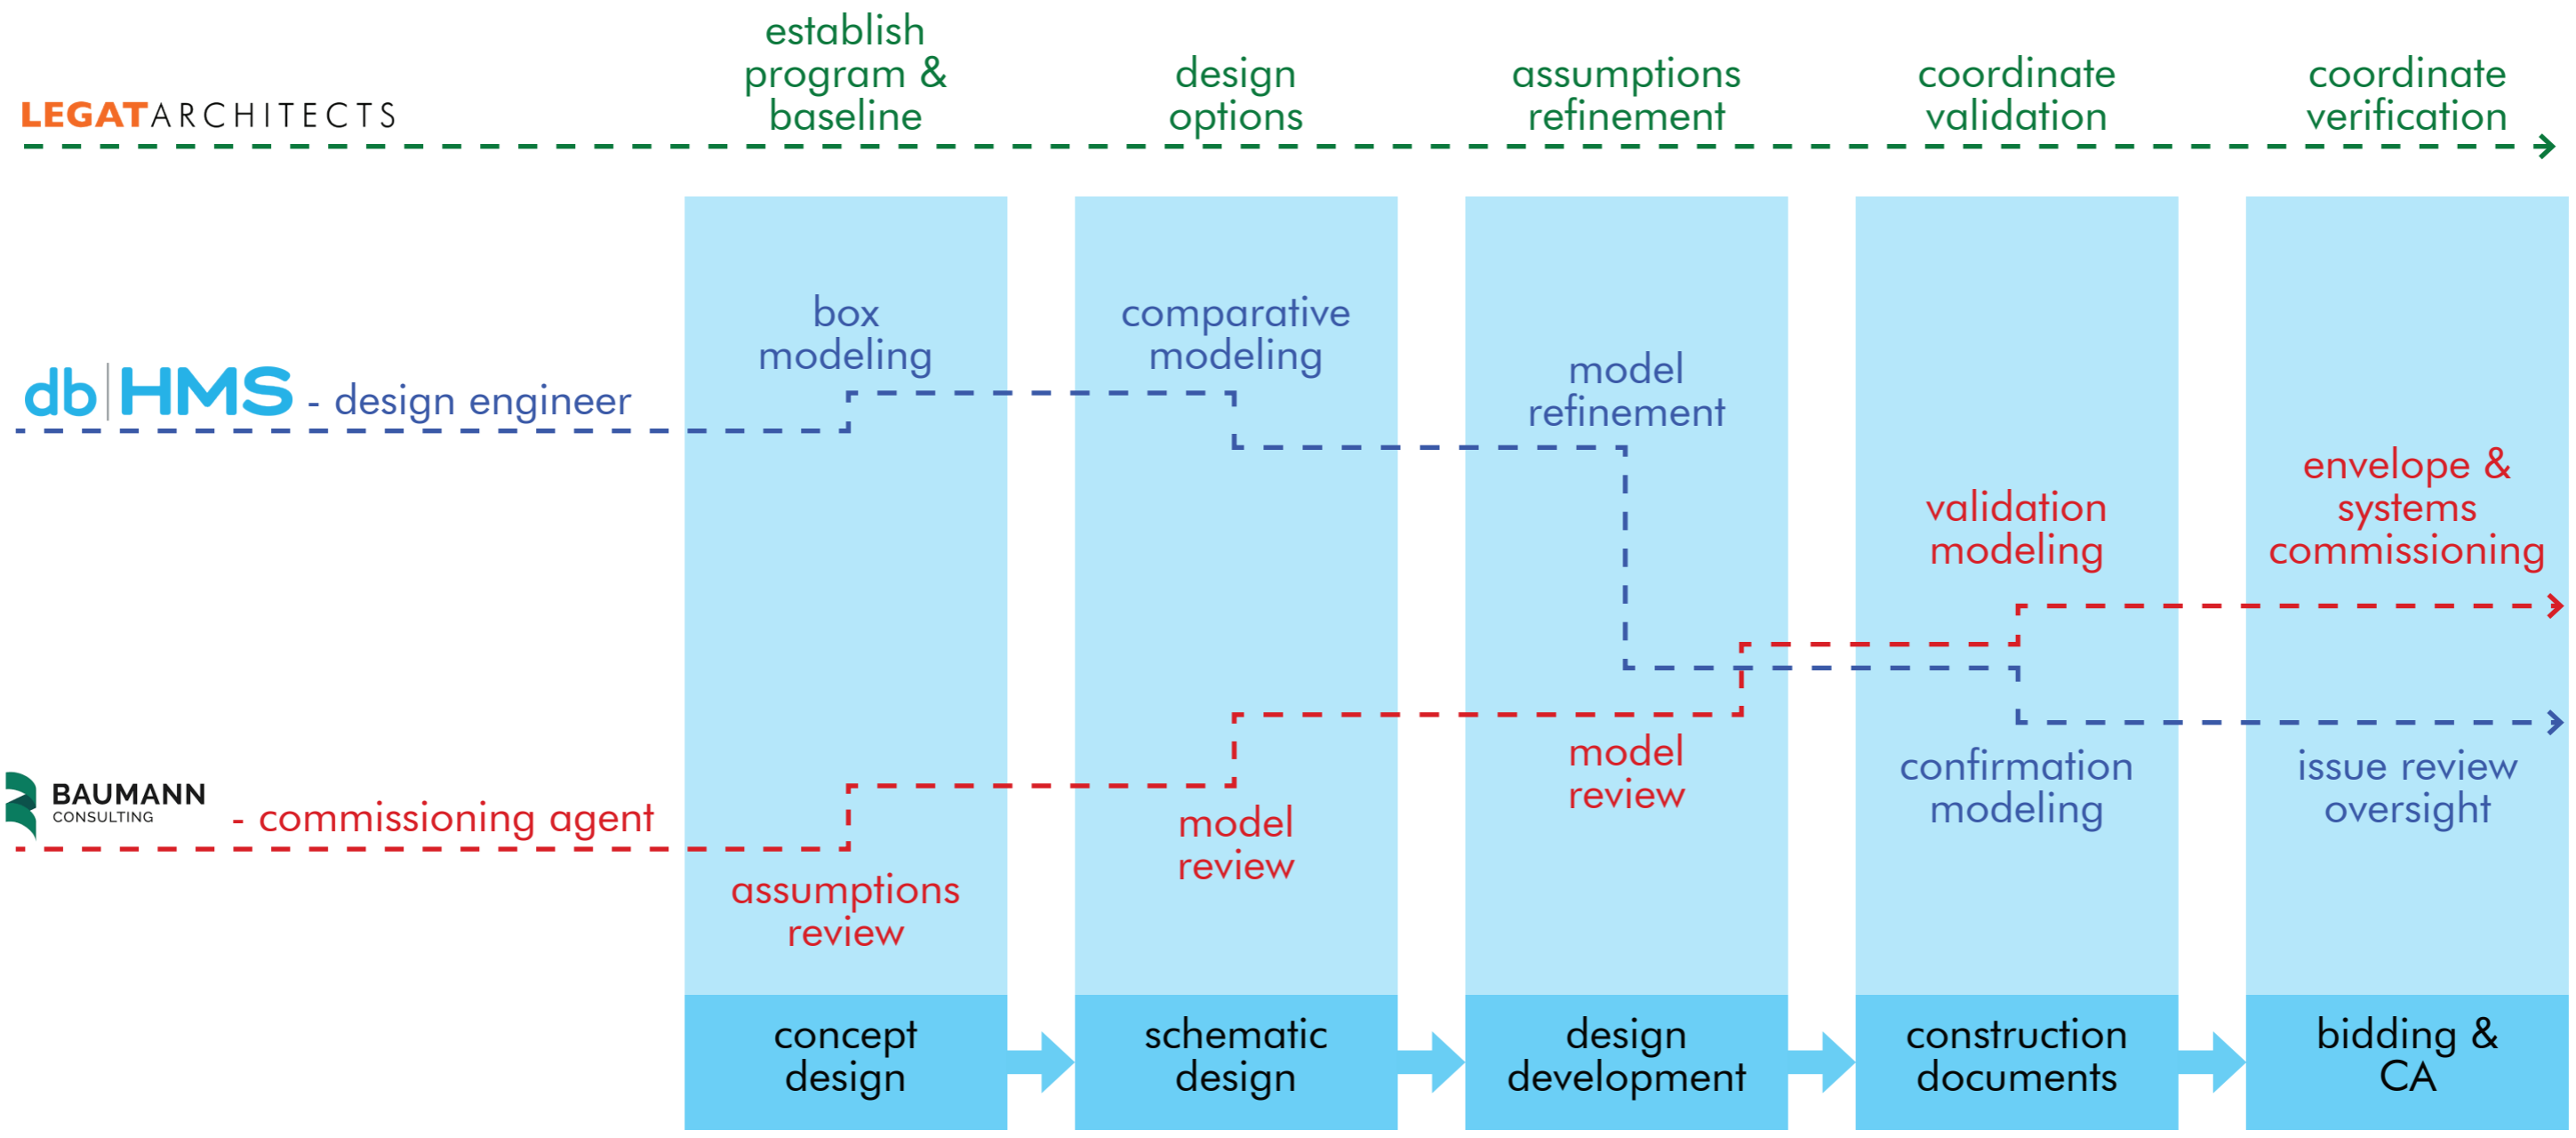 establish
program &
baseline
design
options
assumptions
refinement
coordinate
validation
coordinate
verification
LEGATARCHITECTS
box
modeling
comparative
modeling
model
refinement
db|HMS - design engineer
validation
modeling
envelope &
systems
commissioning
model
review
confirmation
modeling
issue review
oversight
BAUMANN
CONSULTING
- commissioning agent
model
review
assumptions
review
concept
design
schematic
design
design
development
construction
documents
bidding &
CA